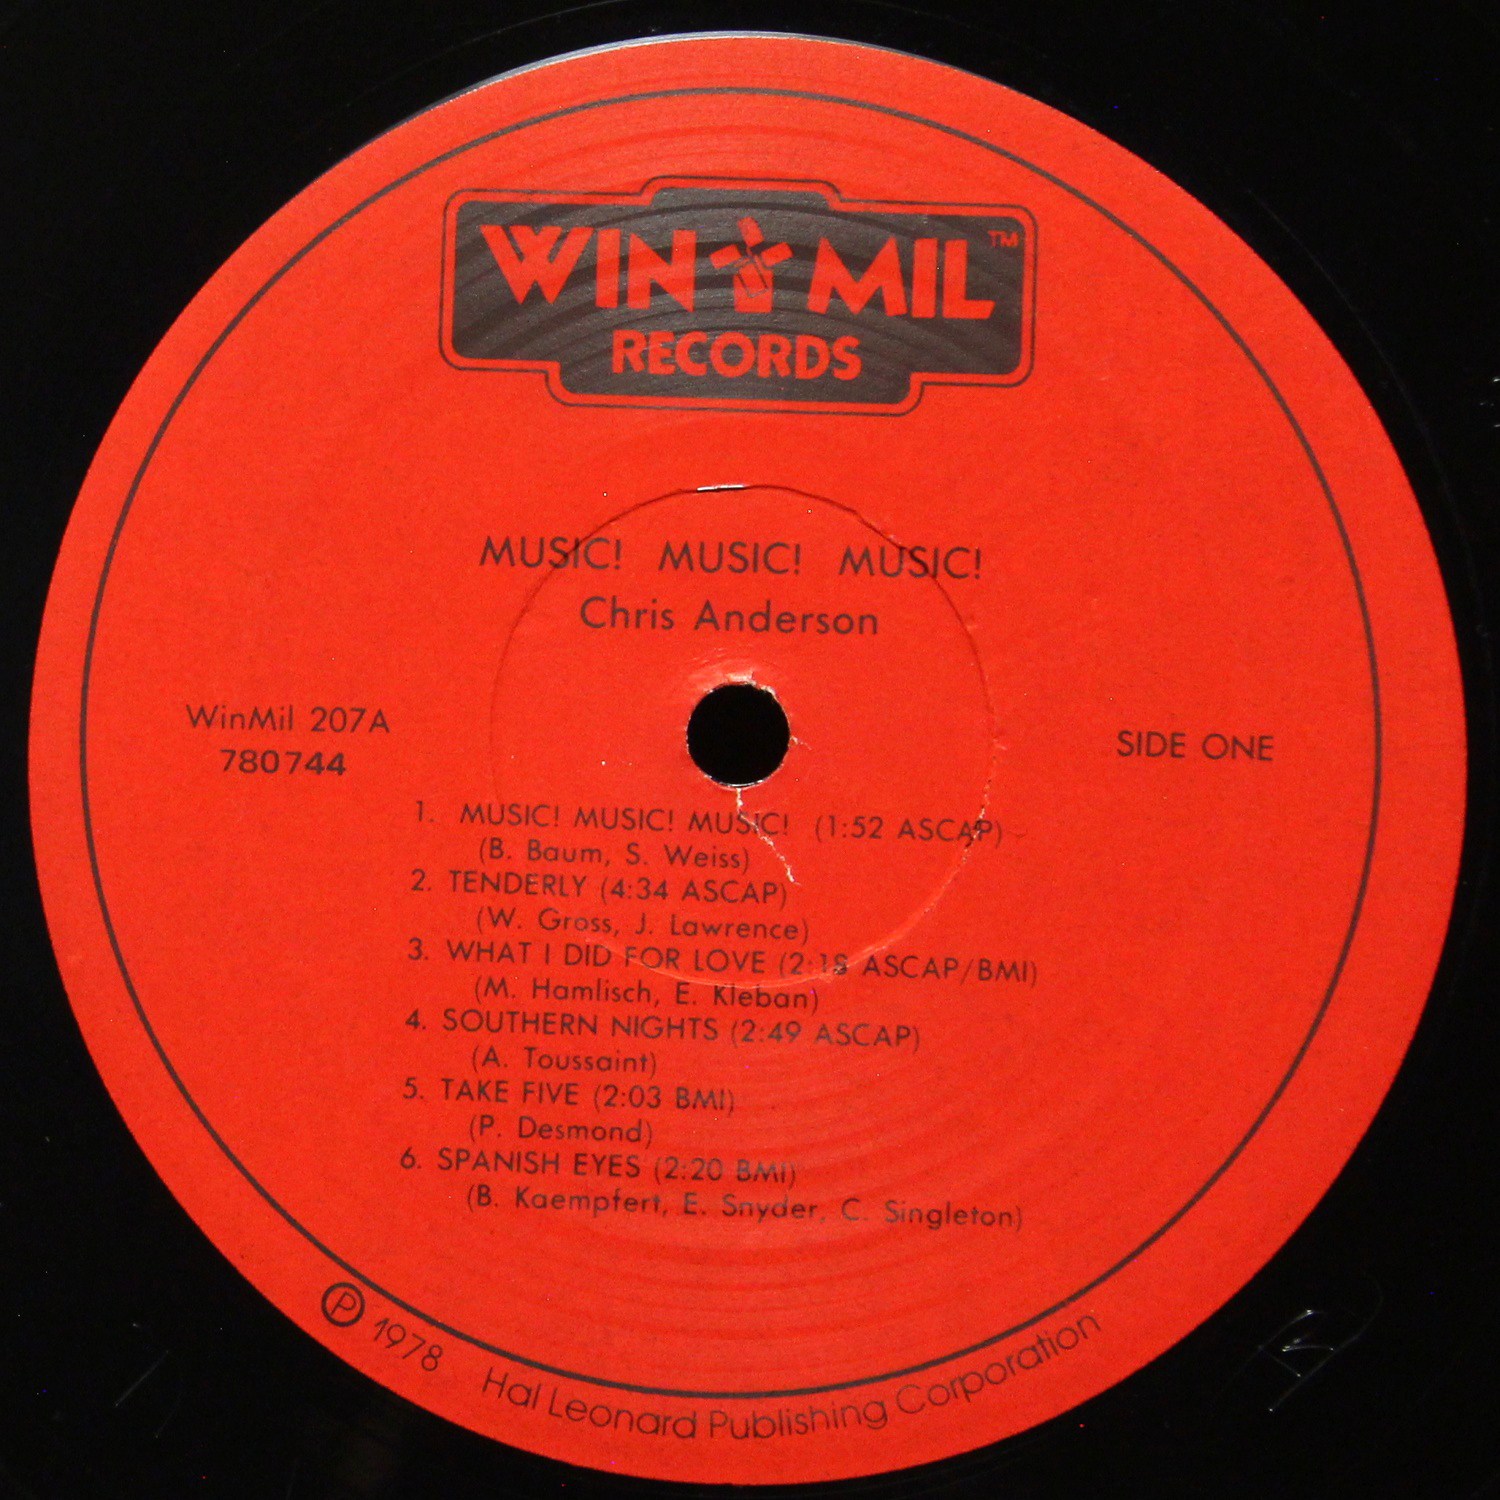 WIN MIL TM
RECORDS
MUSIC! MUSIC! MUSIC!
Chris Anderson
WinMil 207A
780744
SIDE ONE
1. MUSIC! MUSIC! MUSIC! (1:52 ASCAP)
(B. Baum, S. Weiss)
2. TENDERLY (4:34 ASCAP)
(W. Gross, J. Lawrence)
3. WHAT I DID FOR LOVE (2:18 ASCAP/BMI)
(M. Hamlisch, E. Kleban)
4. SOUTHERN NIGHTS (2:49 ASCAP)
(A. Toussaint)
5. TAKE FIVE (2:03 BMI)
(P. Desmond)
6. SPANISH EYES (2:20 BMI)
(B. Kaempfert, E. Snyder, C. Singleton)
Ⓟ 1978 Hal Leonard Publishing Corporation